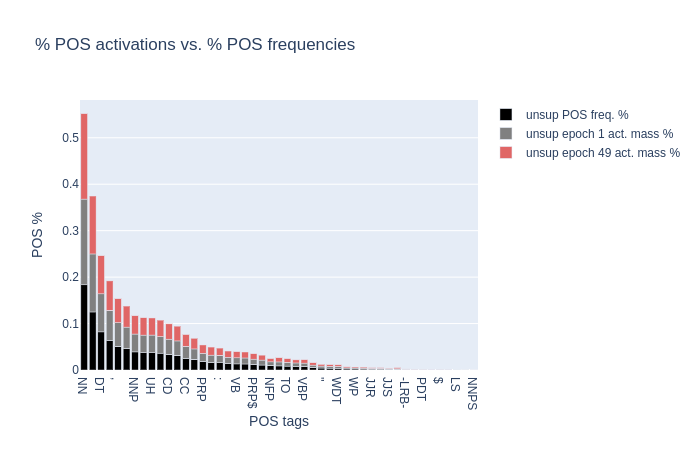 % POS activations vs. % POS frequencies
unsup POS freq. %
unsup epoch 1 act. mass %
unsup epoch 49 act. mass %
POS %
0.5
0.4
0.3
0.2
0.1
0
NN
DT
,
NNP
UH
CD
CC
PRP
:
VB
PRP$
NFP
TO
VBP
"
WDT
WP
JJR
JJS
-LRB-
PDT
$
LS
NNPS
POS tags